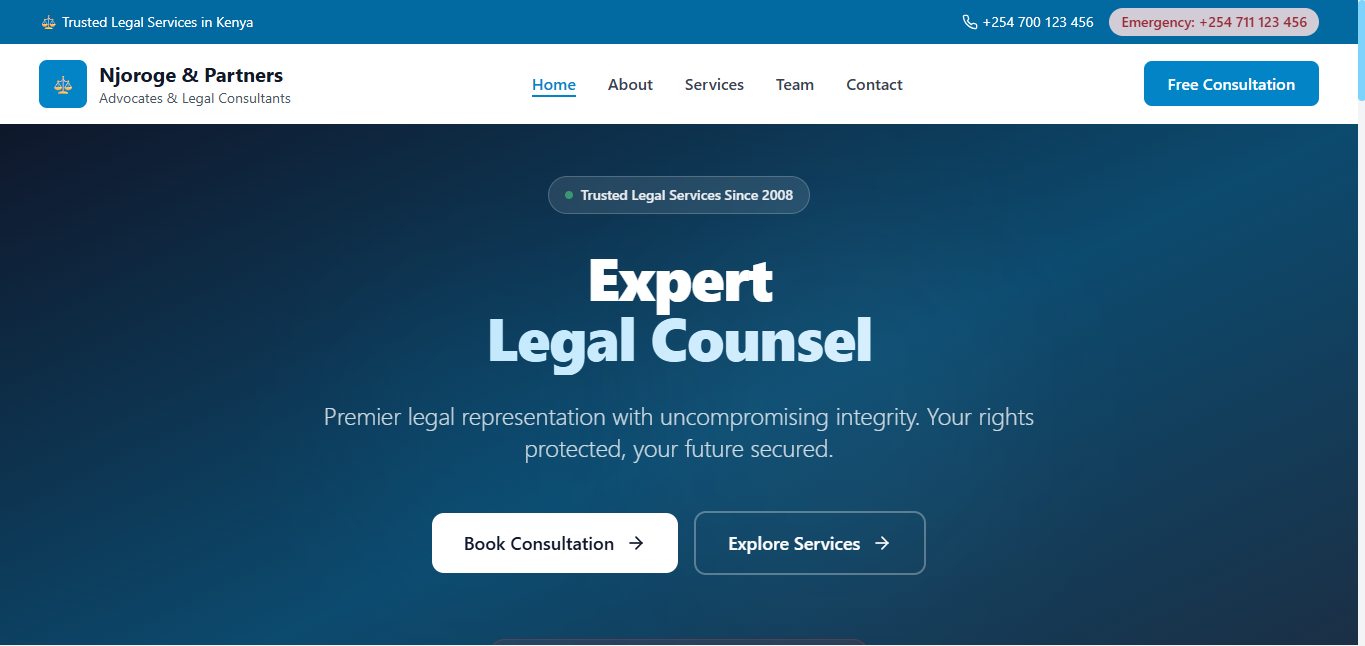 Trusted Legal Services in Kenya
+254 700 123 456
Emergency: +254 711 123 456
Njoroge & Partners
Advocates & Legal Consultants
Home
About
Services
Team
Contact
Free Consultation
Trusted Legal Services Since 2008
Expert
Legal Counsel
Premier legal representation with uncompromising integrity. Your rights
protected, your future secured.
Book Consultation
Explore Services